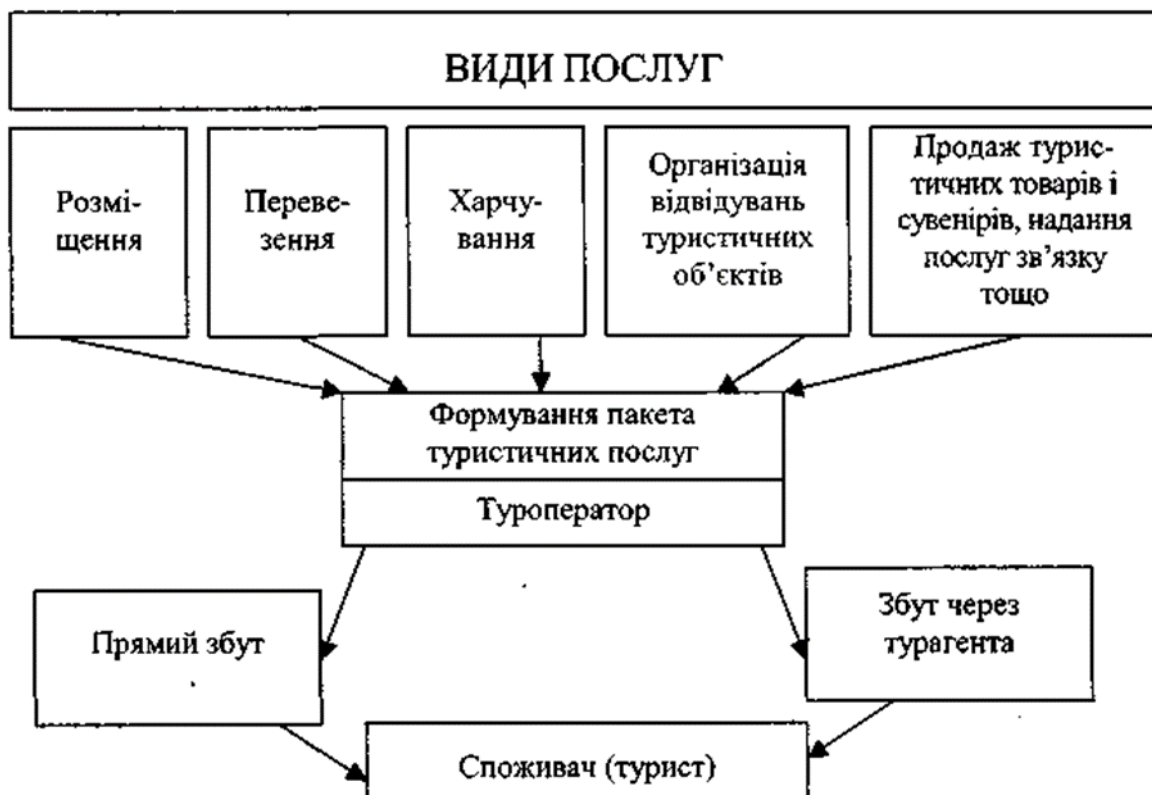 ВИДИ ПОСЛУГ
Розмі-
щення
Переве-
зення
Харчу-
вання
Організація
відвідувань
туристичних
об’єктів
Продаж турис-
тичних товарів і
сувенірів, надання
послуг зв’язку
тощо
Формування пакета
туристичних послуг
Туроператор
Прямий збут
Збут через
турагента
Споживач (турист)